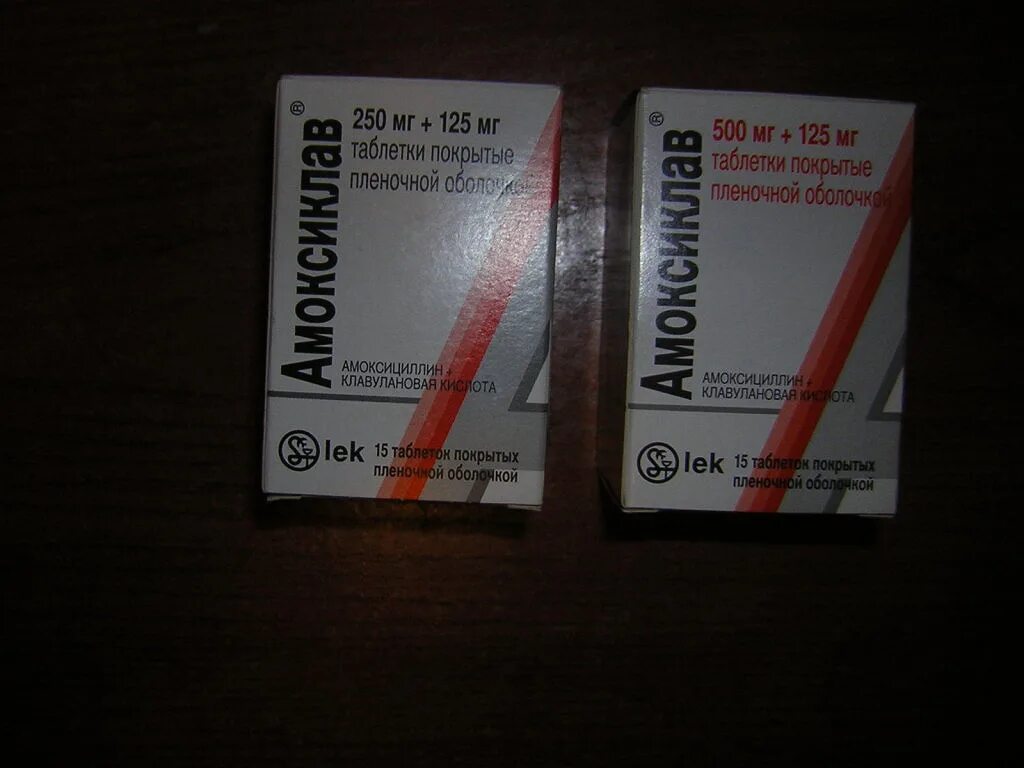 Амоксиклав®
250 мг + 125 мг
таблетки покрытые
пленочной оболочкой
АМОКСИЦИЛЛИН +
КЛАВУЛАНОВАЯ КИСЛОТА
lek
15 таблеток покрытых
пленочной оболочкой
Амоксиклав®
500 мг + 125 мг
таблетки покрытые
пленочной оболочкой
АМОКСИЦИЛЛИН +
КЛАВУЛАНОВАЯ КИСЛОТА
lek
15 таблеток покрытых
пленочной оболочкой